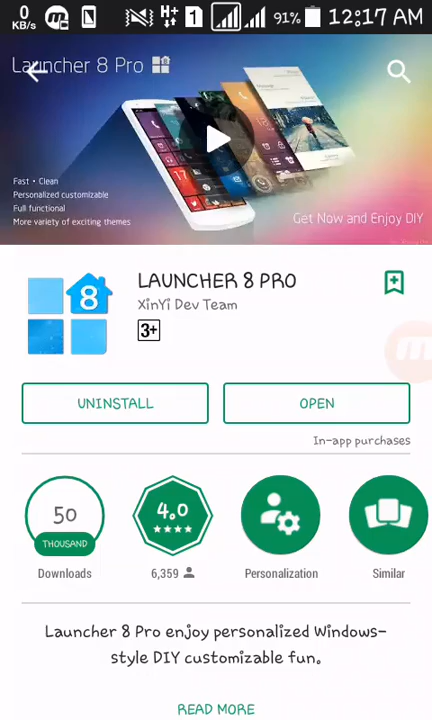 0
KB/s
H+
1
91%
12:17 AM
Launcher 8 Pro
Fast • Clean
Personalized customizable
Full functional
More variety of exciting themes
Get Now and Enjoy DIY
8
LAUNCHER 8 PRO
XinYi Dev Team
3+
UNINSTALL
OPEN
In-app purchases
50
THOUSAND
4.0
Downloads
6,359
Personalization
Similar
Launcher 8 Pro enjoy personalized Windows-
style DIY customizable fun.
READ MORE